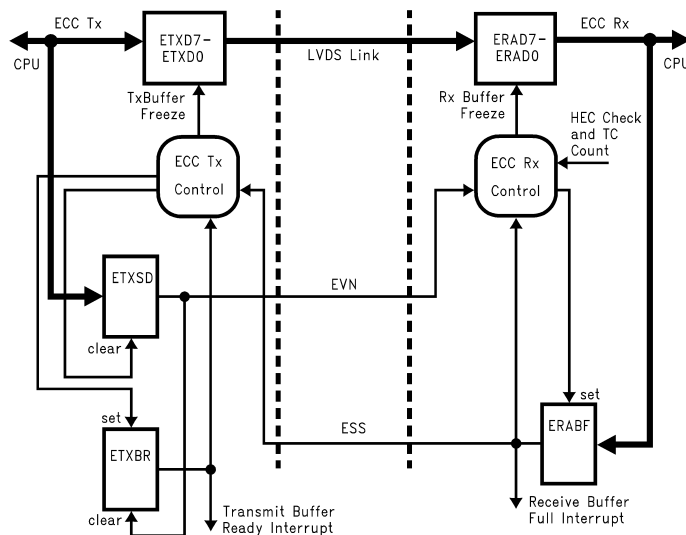 ECC Tx
CPU
ETXD7-
ETXD0
LVDS Link
ERAD7-
ERAD0
ECC Rx
CPU
TxBuffer
Freeze
Rx Buffer
Freeze
HEC Check
and TC
Count
ECC Tx
Control
ECC Rx
Control
ETXSD
EVN
clear
set
set
ETXBR
ESS
ERABF
clear
Transmit Buffer
Ready Interrupt
Receive Buffer
Full Interrupt